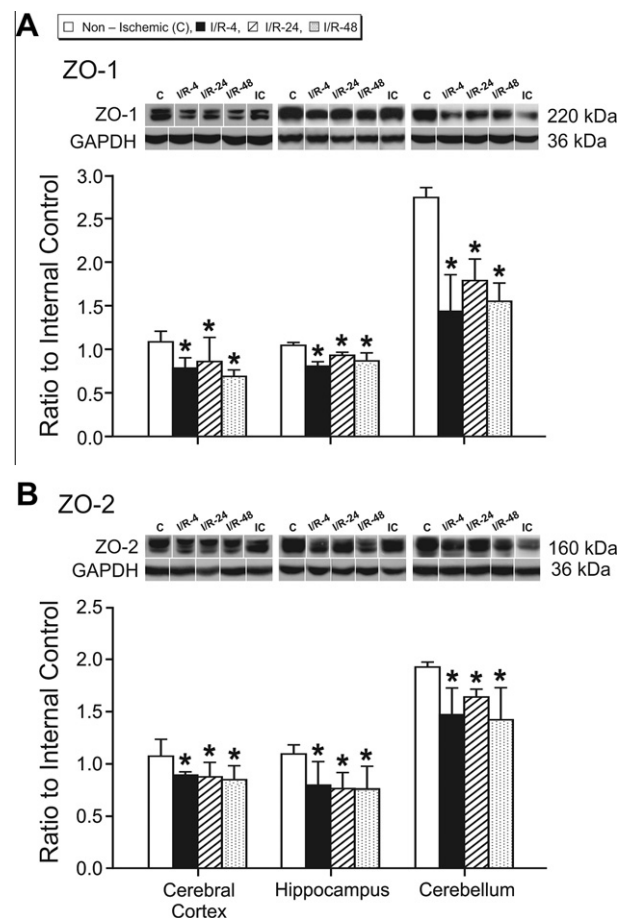 A
Non – Ischemic (C), I/R-4, I/R-24, I/R-48
ZO-1
C I/R-4 I/R-24 I/R-48 IC C I/R-4 I/R-24 I/R-48 IC C I/R-4 I/R-24 I/R-48 IC
ZO-1 220 kDa
GAPDH 36 kDa
Ratio to Internal Control
3.0
2.5
2.0
1.5
1.0
0.5
0.0
* * * * * * * * *
B
ZO-2
C I/R-4 I/R-24 I/R-48 IC C I/R-4 I/R-24 I/R-48 IC C I/R-4 I/R-24 I/R-48 IC
ZO-2 160 kDa
GAPDH 36 kDa
Ratio to Internal Control
2.5
2.0
1.5
1.0
0.5
0.0
* * * * * * * * *
Cerebral Hippocampus Cerebellum
Cortex